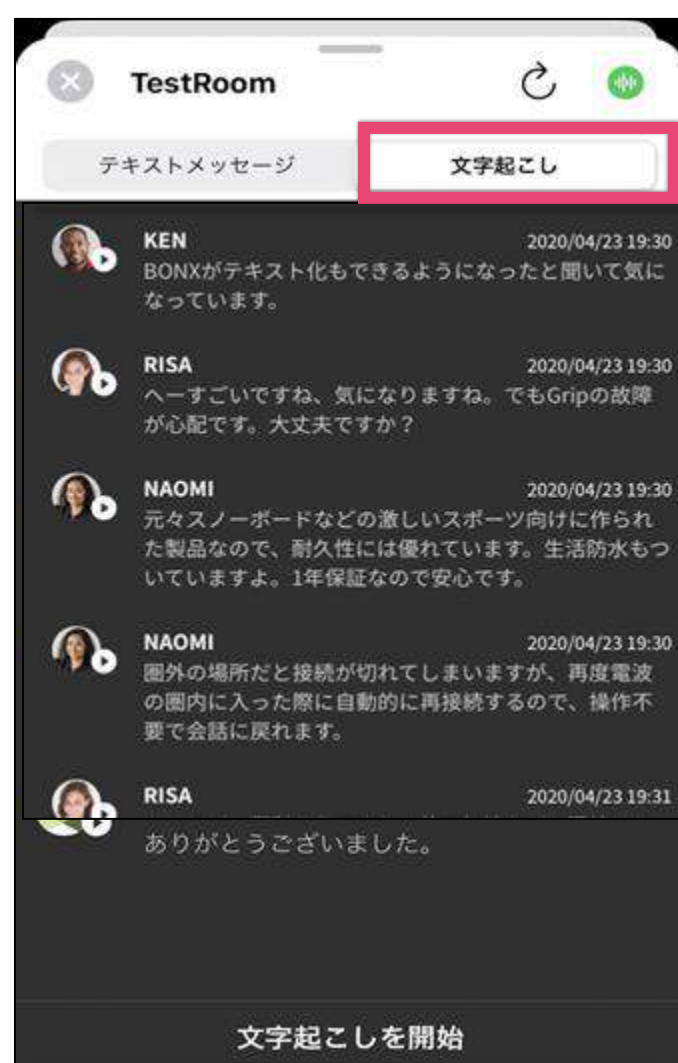 TestRoom
テキストメッセージ
文字起こし
KEN 2020/04/23 19:30
BONXがテキスト化もできるようになったと聞いて気に
なっています。
RISA 2020/04/23 19:30
へーすごいですね、気になりますね。でもGripの故障
が心配です。大丈夫ですか？
NAOMI 2020/04/23 19:30
元々スノーボードなどの激しいスポーツ向けに作られ
た製品なので、耐久性には優れています。生活防水もつ
いていますよ。1年保証なので安心です。
NAOMI 2020/04/23 19:30
圏外の場所だと接続が切れてしまいますが、再度電波
の圏内に入った際に自動的に再接続するので、操作不
要で会話に戻れます。
RISA 2020/04/23 19:31
ありがとうございました。
文字起こしを開始